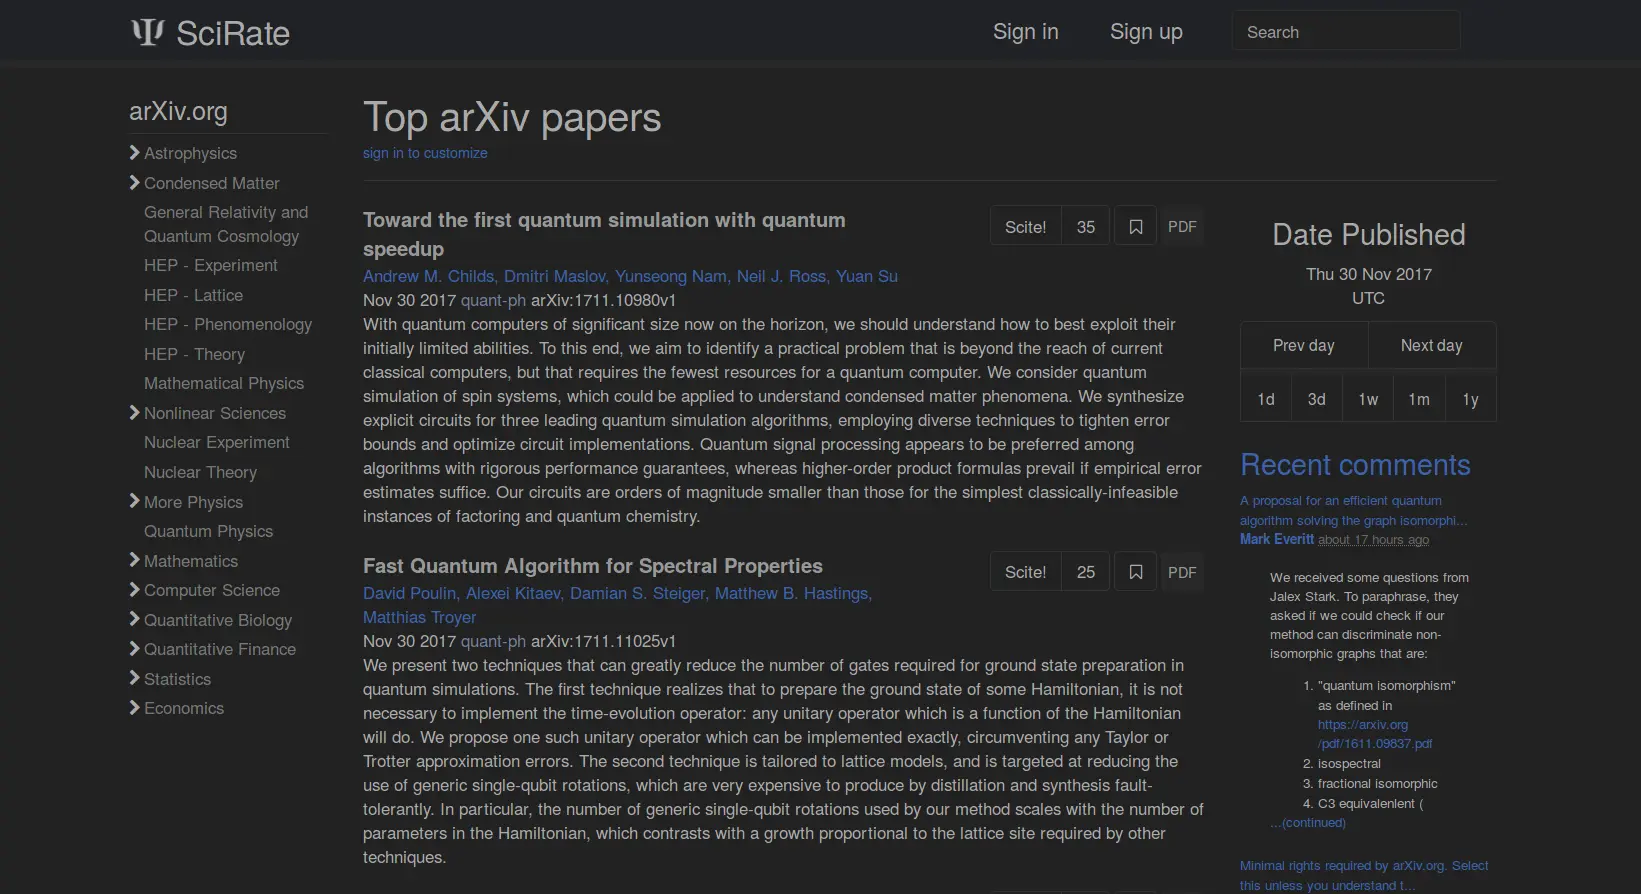 SciRate
Sign in
Sign up
Search
arXiv.org
Astrophysics
Condensed Matter
General Relativity and
Quantum Cosmology
HEP - Experiment
HEP - Lattice
HEP - Phenomenology
HEP - Theory
Mathematical Physics
Nonlinear Sciences
Nuclear Experiment
Nuclear Theory
More Physics
Quantum Physics
Mathematics
Computer Science
Quantitative Biology
Quantitative Finance
Statistics
Economics
Top arXiv papers
sign in to customize
Toward the first quantum simulation with quantum
speedup
Scite!
35
PDF
Andrew M. Childs, Dmitri Maslov, Yunseong Nam, Neil J. Ross, Yuan Su
Nov 30 2017 quant-ph arXiv:1711.10980v1
With quantum computers of significant size now on the horizon, we should understand how to best exploit their
initially limited abilities. To this end, we aim to identify a practical problem that is beyond the reach of current
classical computers, but that requires the fewest resources for a quantum computer. We consider quantum
simulation of spin systems, which could be applied to understand condensed matter phenomena. We synthesize
explicit circuits for three leading quantum simulation algorithms, employing diverse techniques to tighten error
bounds and optimize circuit implementations. Quantum signal processing appears to be preferred among
algorithms with rigorous performance guarantees, whereas higher-order product formulas prevail if empirical error
estimates suffice. Our circuits are orders of magnitude smaller than those for the simplest classically-infeasible
instances of factoring and quantum chemistry.
Fast Quantum Algorithm for Spectral Properties
Scite!
25
PDF
David Poulin, Alexei Kitaev, Damian S. Steiger, Matthew B. Hastings,
Matthias Troyer
Nov 30 2017 quant-ph arXiv:1711.11025v1
We present two techniques that can greatly reduce the number of gates required for ground state preparation in
quantum simulations. The first technique realizes that to prepare the ground state of some Hamiltonian, it is not
necessary to implement the time-evolution operator: any unitary operator which is a function of the Hamiltonian
will do. We propose one such unitary operator which can be implemented exactly, circumventing any Taylor or
Trotter approximation errors. The second technique is tailored to lattice models, and is targeted at reducing the
use of generic single-qubit rotations, which are very expensive to produce by distillation and synthesis fault-
tolerantly. In particular, the number of generic single-qubit rotations used by our method scales with the number of
parameters in the Hamiltonian, which contrasts with a growth proportional to the lattice site required by other
techniques.
Date Published
Thu 30 Nov 2017
UTC
Prev day
Next day
1d
3d
1w
1m
1y
Recent comments
A proposal for an efficient quantum
algorithm solving the graph isomorphi...
Mark Everitt about 17 hours ago
We received some questions from
Jalex Stark. To paraphrase, they
asked if we could check if our
method can discriminate non-
isomorphic graphs that are:
1. "quantum isomorphism"
as defined in
https://arxiv.org
/pdf/1611.09837.pdf
2. isospectral
3. fractional isomorphic
4. C3 equivalenlent (
...(continued)
Minimal rights required by arXiv.org. Select
this unless you understand t...